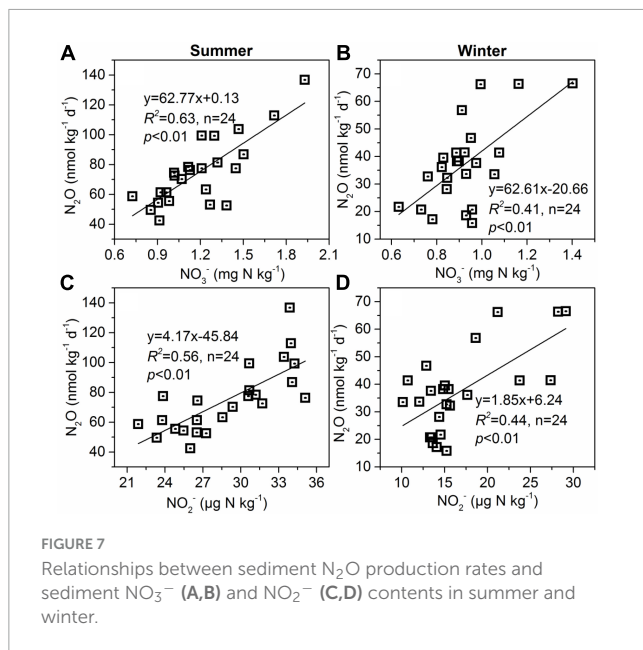 A Summer
B Winter
y=62.77x+0.13
R²=0.63, n=24
p<0.01
N₂O (nmol kg⁻¹ d⁻¹)
140
120
100
80
60
40
0.6 0.9 1.2 1.5 1.8 2.1
NO₃⁻ (mg N kg⁻¹)
y=62.61x-20.66
R²=0.41, n=24
p<0.01
N₂O (nmol kg⁻¹ d⁻¹)
70
60
50
40
30
20
10
0.6 0.8 1.0 1.2 1.4
NO₃⁻ (mg N kg⁻¹)
C
y=4.17x-45.84
R²=0.56, n=24
p<0.01
N₂O (nmol kg⁻¹ d⁻¹)
140
120
100
80
60
40
21 24 27 30 33 36
NO₂⁻ (µg N kg⁻¹)
D
y=1.85x+6.24
R²=0.44, n=24
p<0.01
N₂O (nmol kg⁻¹ d⁻¹)
70
60
50
40
30
20
10
10 15 20 25 30
NO₂⁻ (µg N kg⁻¹)
FIGURE 7
Relationships between sediment N₂O production rates and
sediment NO₃⁻ (A,B) and NO₂⁻ (C,D) contents in summer and
winter.